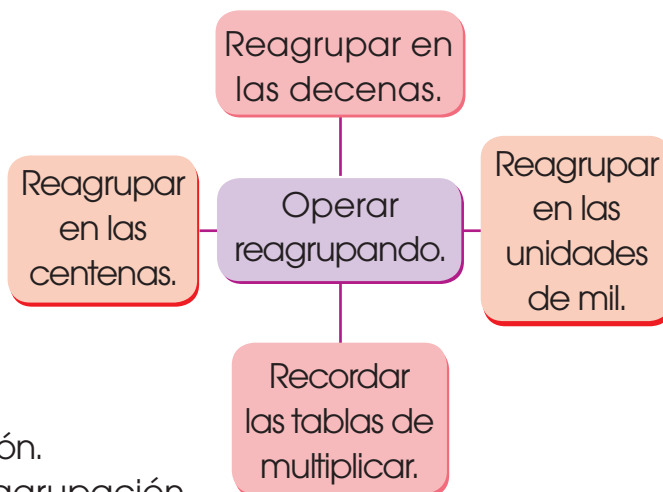 Reagrupar en
las decenas.
Reagrupar
en las
centenas.
Operar
reagrupando.
Reagrupar
en las
unidades
de mil.
Recordar
las tablas de
multiplicar.